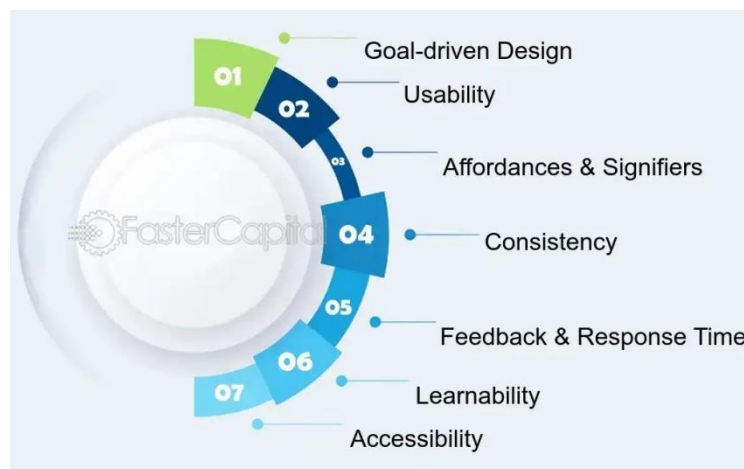 01
Goal-driven Design
02
Usability
03
Affordances & Signifiers
FasterCapital
04
Consistency
05
Feedback & Response Time
06
Learnability
07
Accessibility